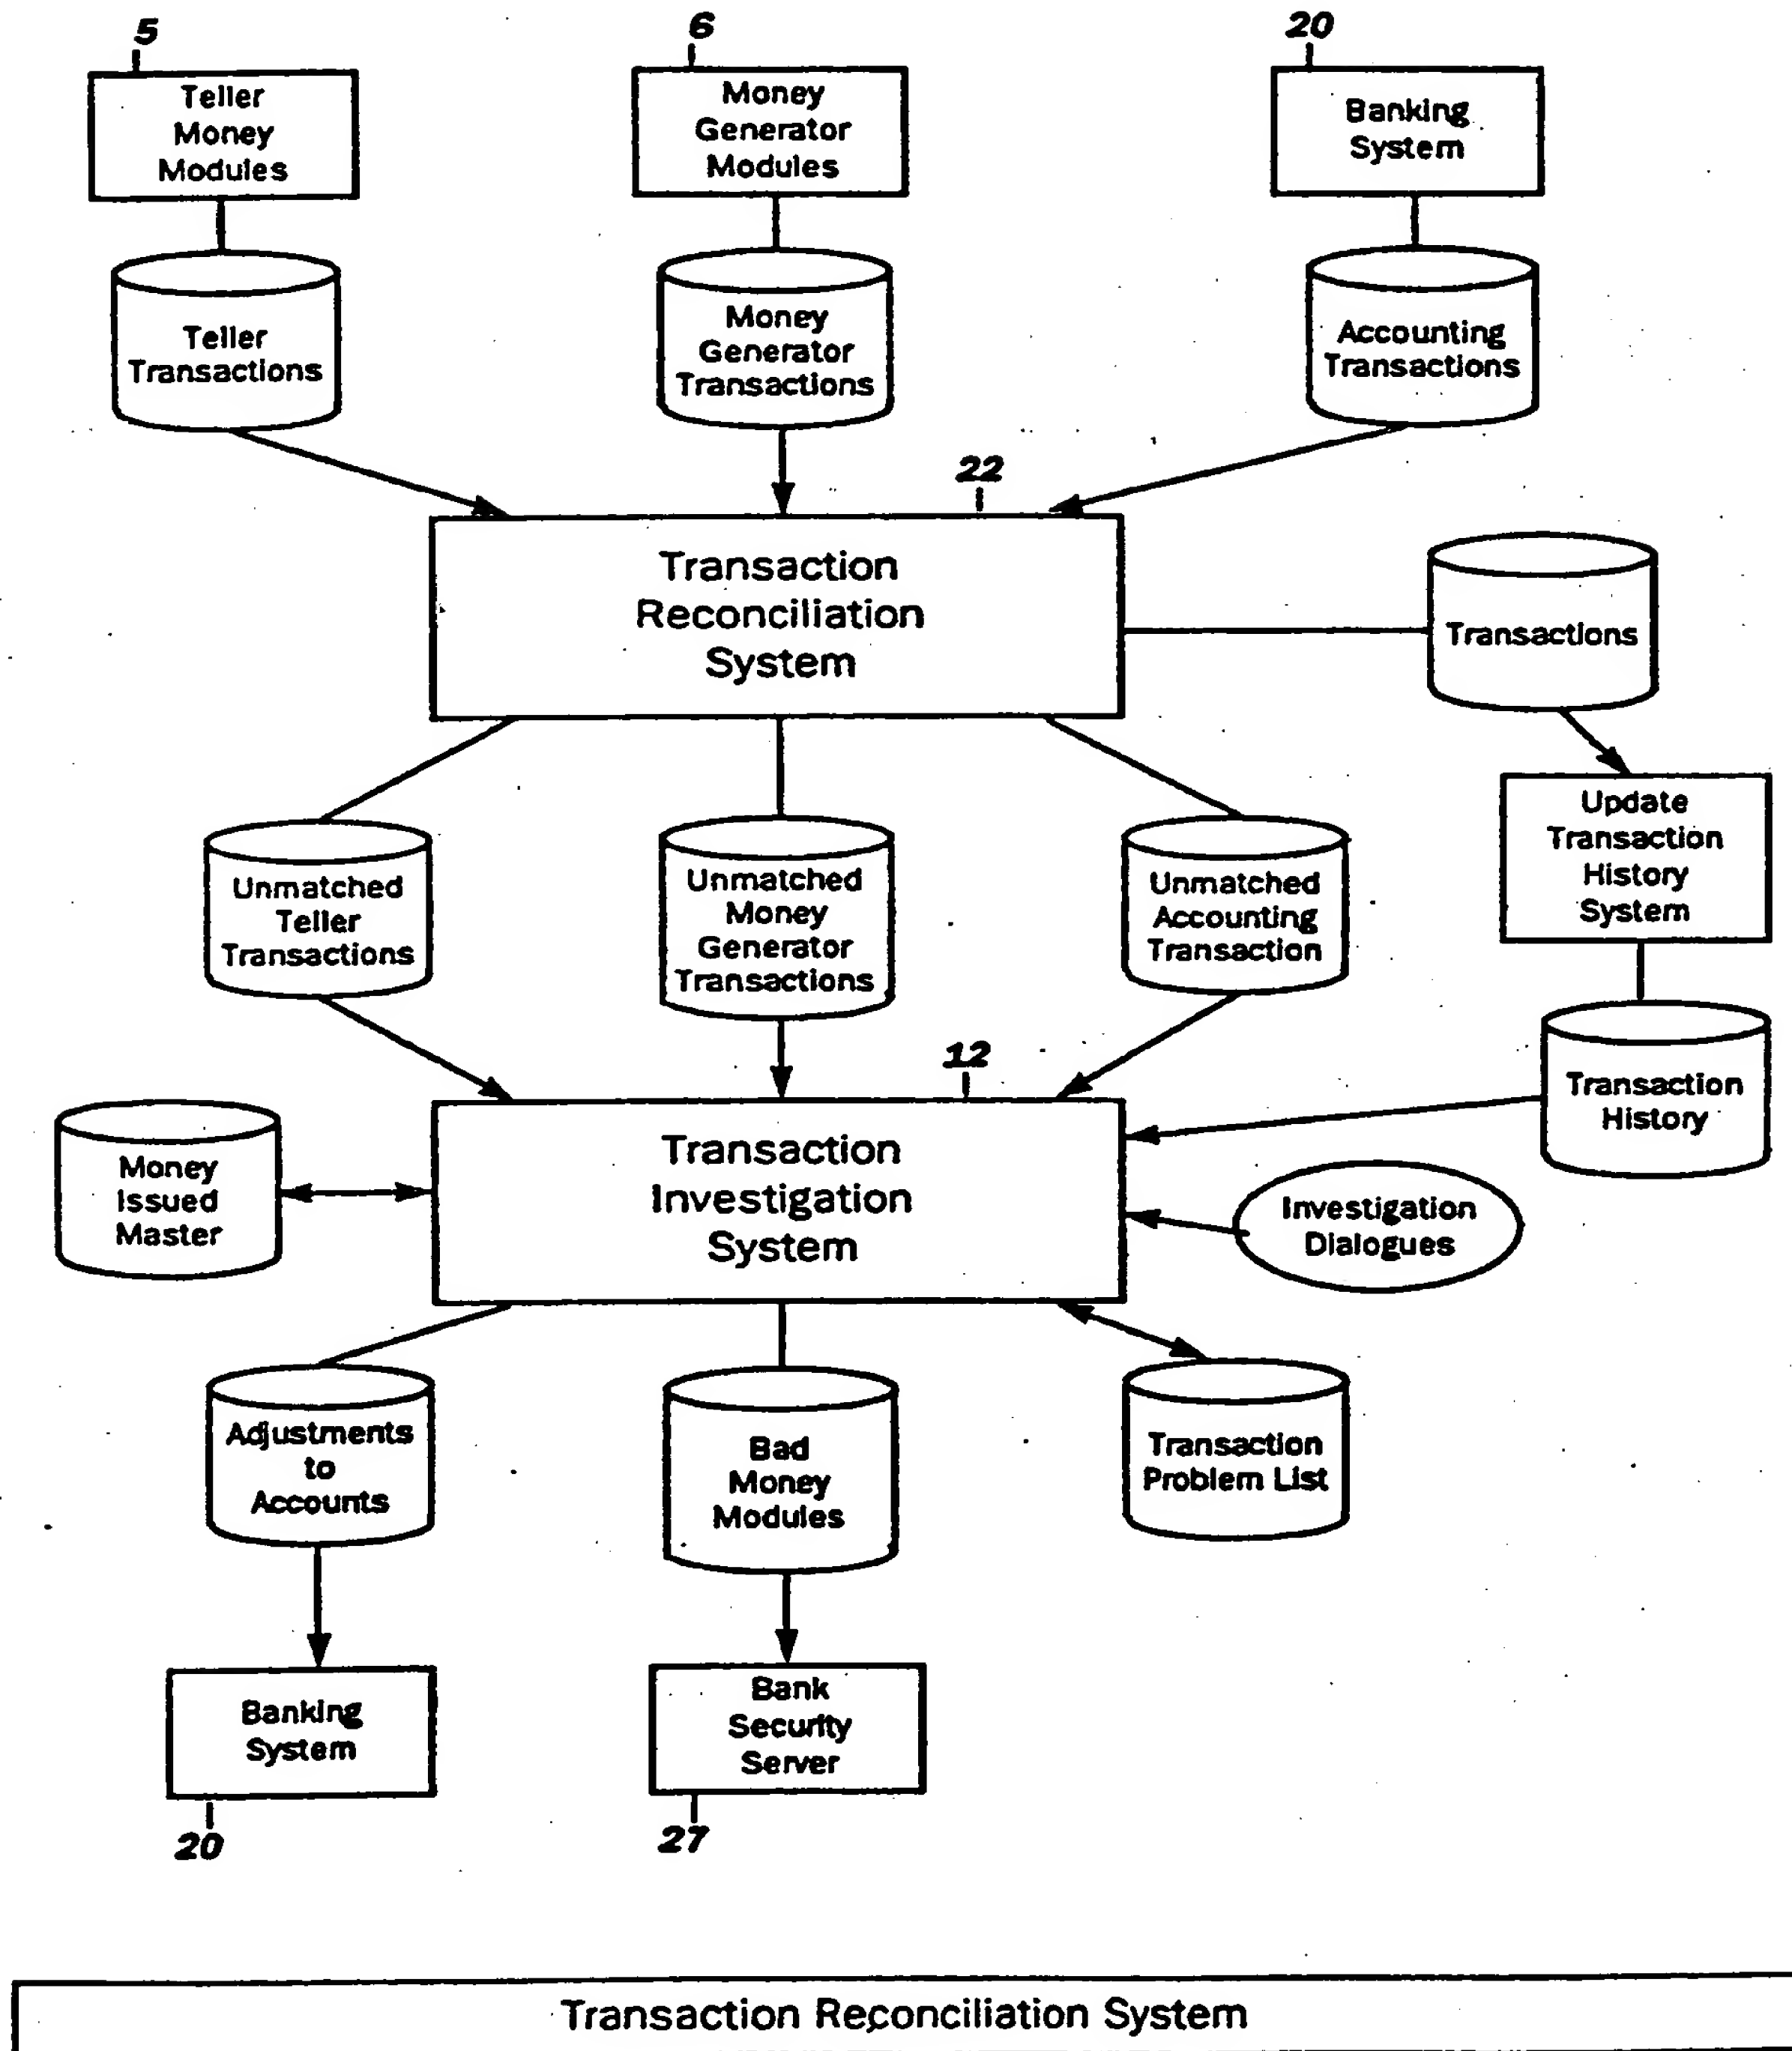 5
6
20
Teller
Money
Modules
Money
Generator
Modules
Banking
System
Teller
Transactions
Money
Generator
Transactions
Accounting
Transactions
22
Transaction
Reconciliation
System
Transactions
Update
Transaction
History
System
Unmatched
Teller
Transactions
Unmatched
Money
Generator
Transactions
Unmatched
Accounting
Transaction
12
Transaction
History
Money
Issued
Master
Transaction
Investigation
System
Investigation
Dialogues
Adjustments
to
Accounts
Bad
Money
Modules
Transaction
Problem List
Banking
System
Bank
Security
Server
20
27
Transaction Reconciliation System